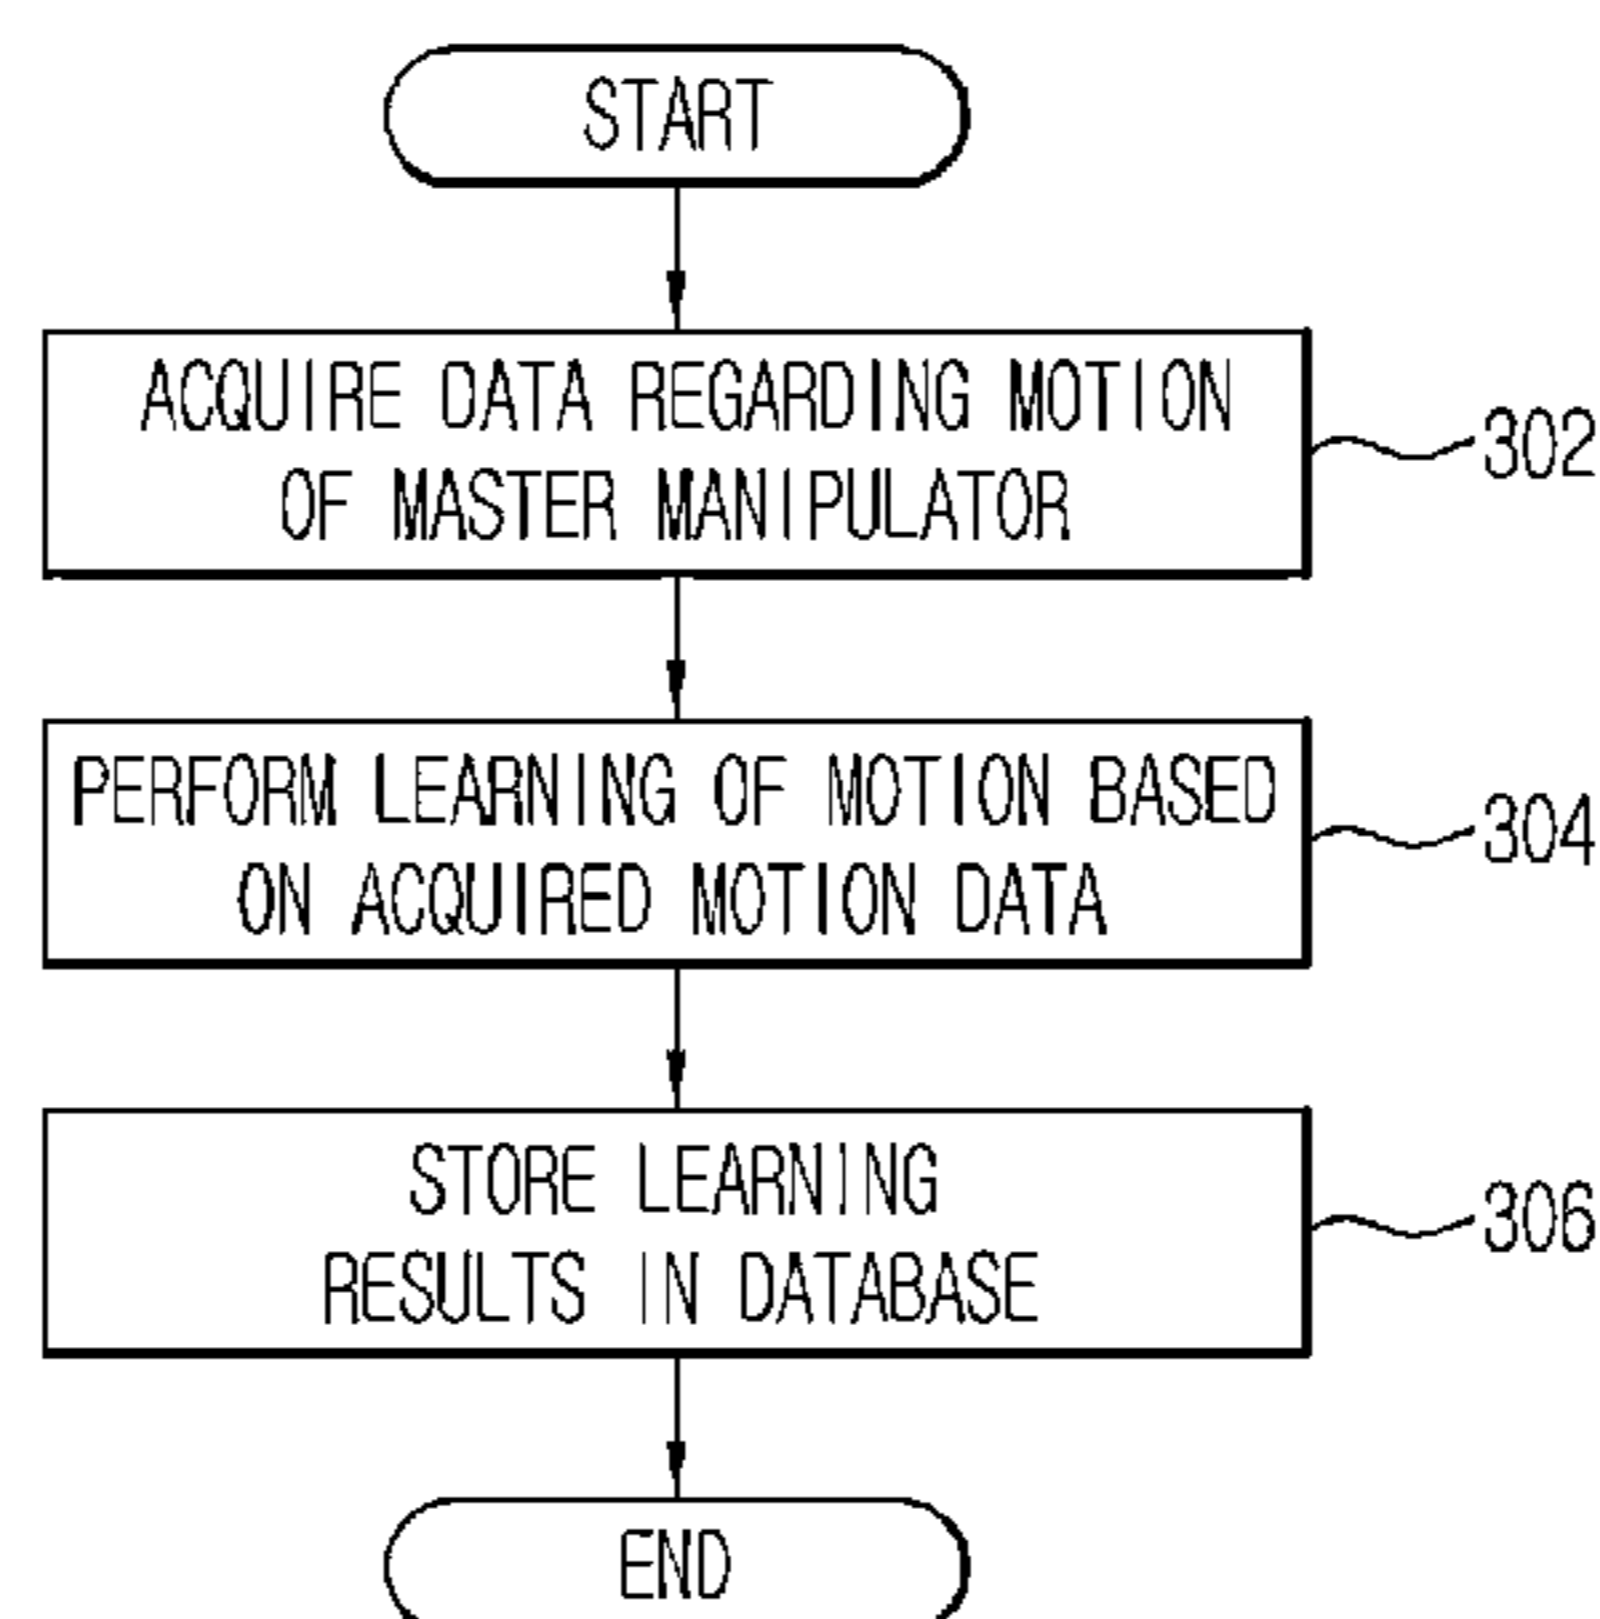 START
ACQUIRE DATA REGARDING MOTION
OF MASTER MANIPULATOR
302
PERFORM LEARNING OF MOTION BASED
ON ACQUIRED MOTION DATA
304
STORE LEARNING
RESULTS IN DATABASE
306
END